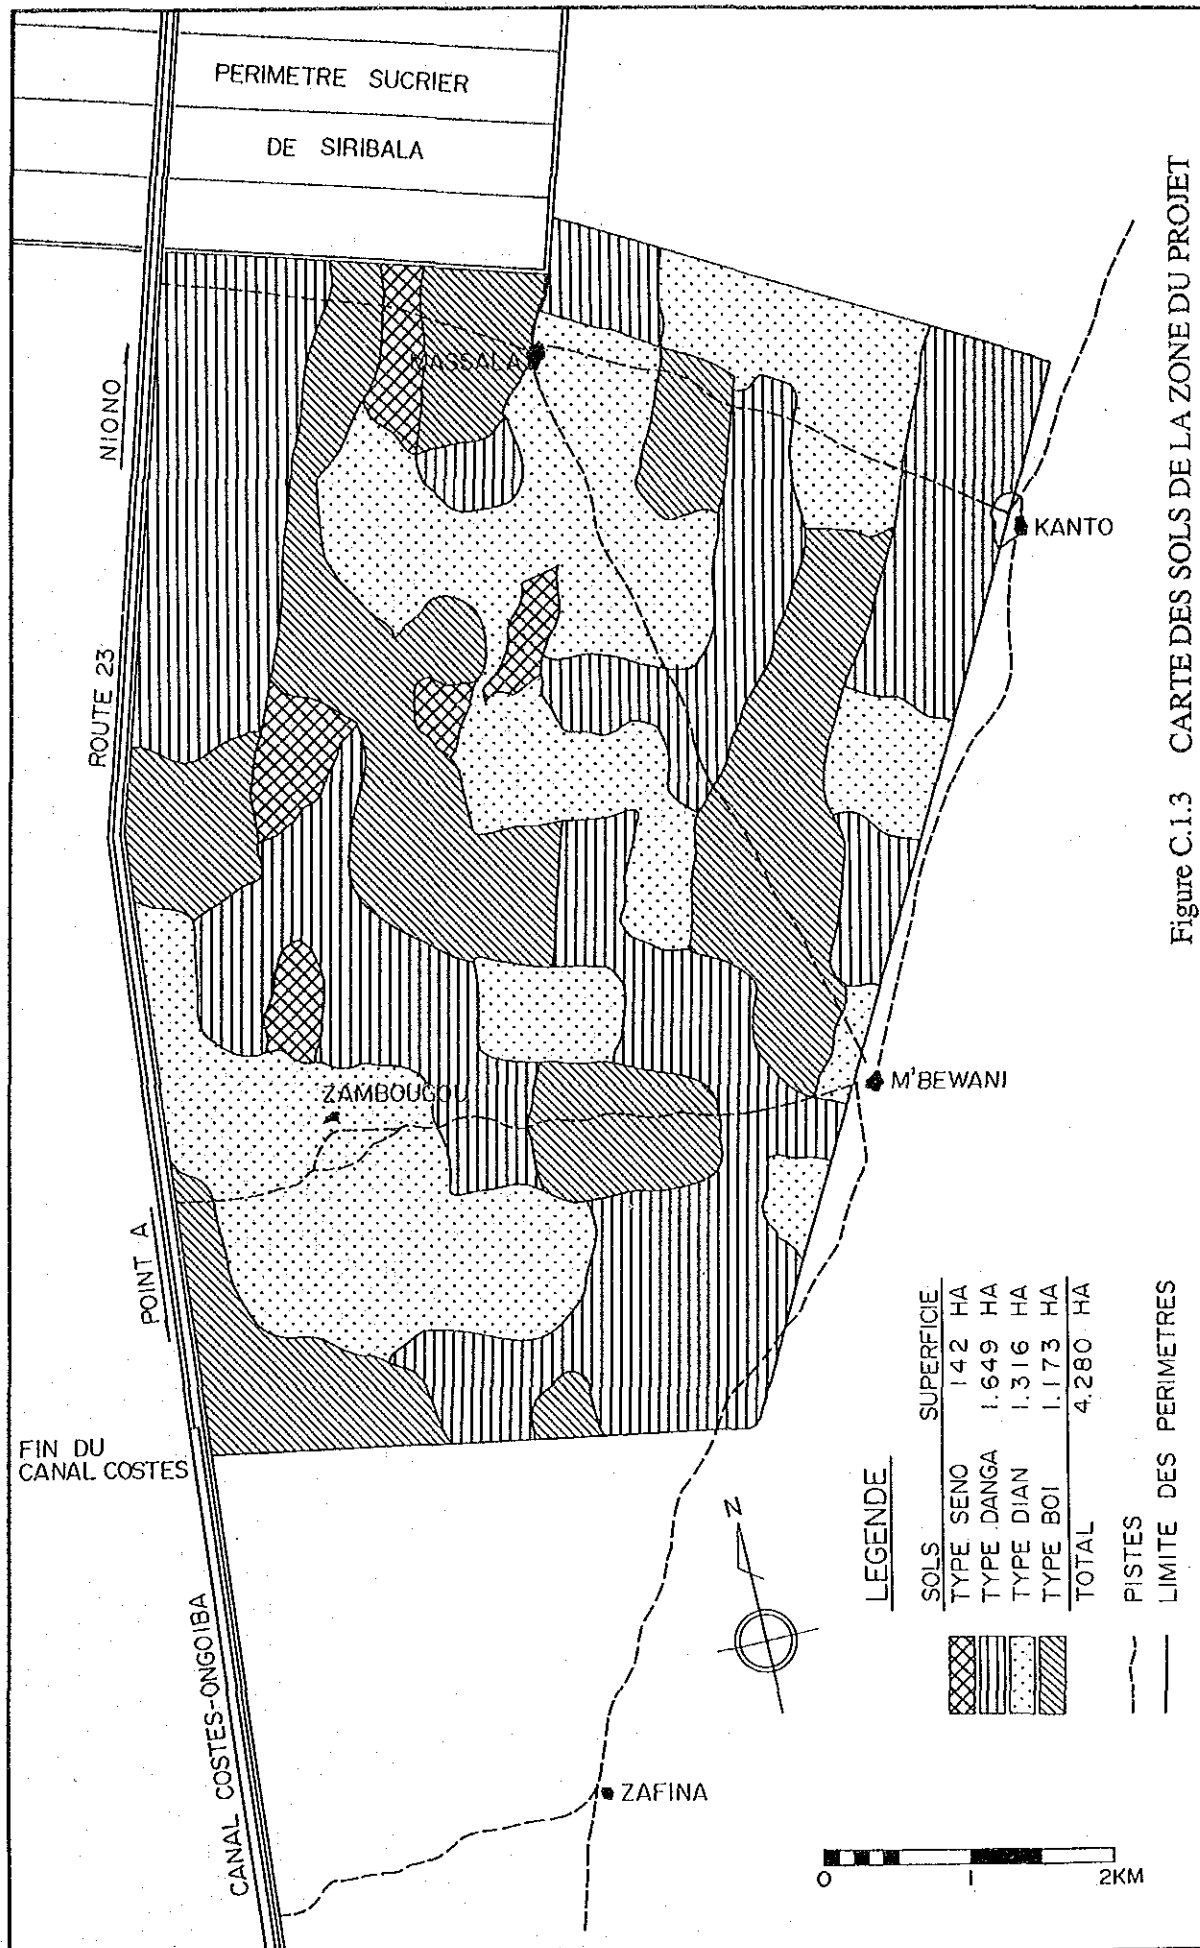 PERIMETRE SUCRIER
DE SIRIBALA
NIONO
ROUTE 23
MASSALA
KANTO
ZAMBOUGOU
M'BEWANI
POINT A
FIN DU
CANAL COSTES
CANAL COSTES-ONGOIBA
ZAFINA
N
LEGENDE
SOLS SUPERFICIE
TYPE SENO 142 HA
TYPE DANGA 1.649 HA
TYPE DIAN 1.316 HA
TYPE BOI 1.173 HA
TOTAL 4.280 HA
PISTES
LIMITE DES PERIMETRES
0 1 2KM
Figure C.1.3 CARTE DES SOLS DE LA ZONE DU PROJET